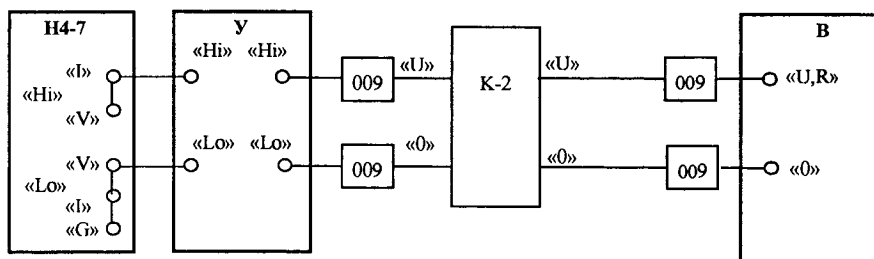 Н4-7
У
В
«I»
«Hi»
«V»
«V»
«Lo»
«I»
«G»
«Hi» «Hi»
«Lo» «Lo»
009
«U»
009
«0»
К-2
«U»
009
«0»
009
«U,R»
«0»